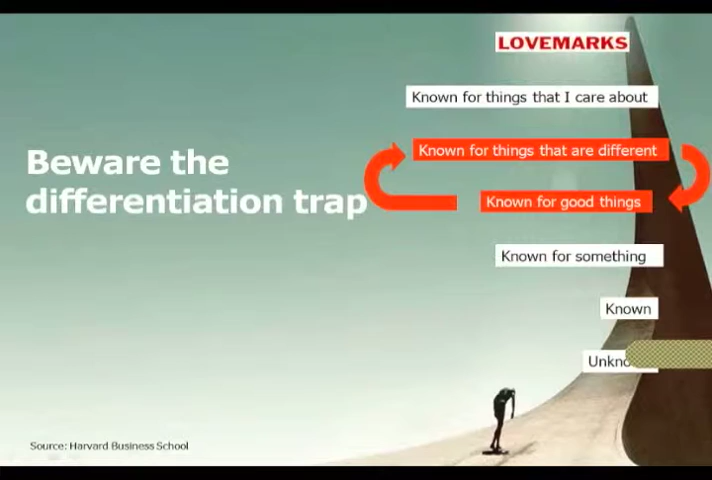 LOVEMARKS
Known for things that I care about
Beware the
differentiation trap
Known for things that are different
Known for good things
Known for something
Known
Source: Harvard Business School